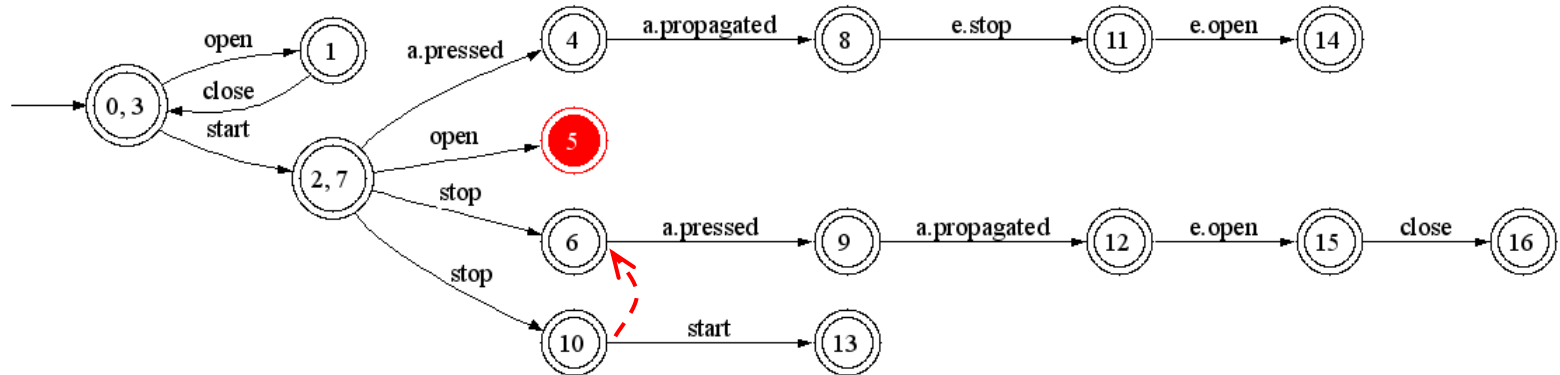 4 a.propagated 8 e.stop 11 e.open 14
open 1 a.pressed
0, 3 close
start open 5
2, 7 stop
6 a.pressed 9 a.propagated 12 e.open 15 close 16
stop
10 start 13